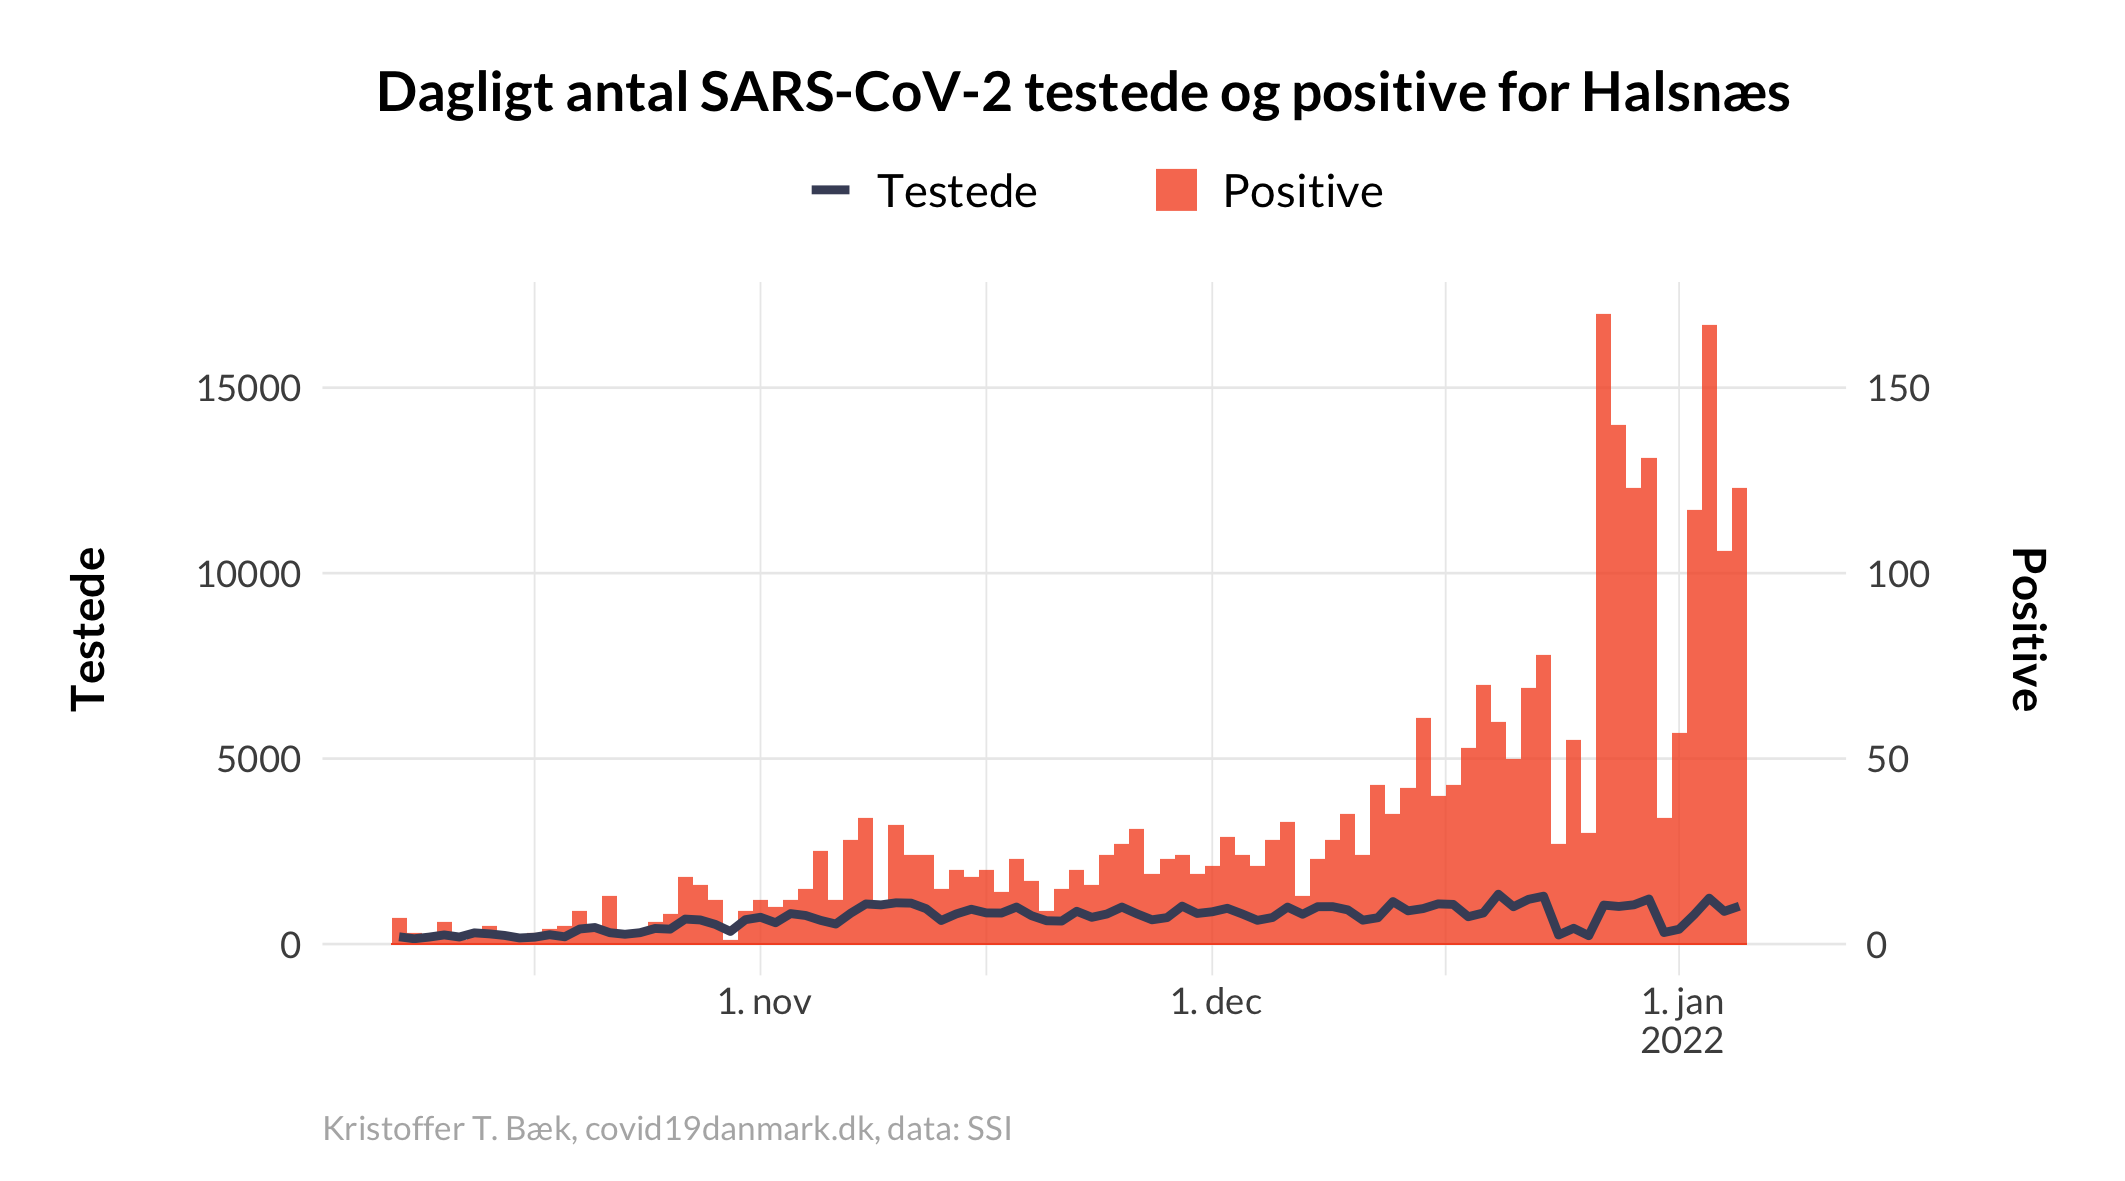 Dagligt antal SARS-CoV-2 testede og positive for Halsnæs
Testede
Positive
15000
10000
5000
0
150
100
50
0
Testede
Positive
1. nov
1. dec
1. jan
2022
Kristoffer T. Bæk, covid19danmark.dk, data: SSI